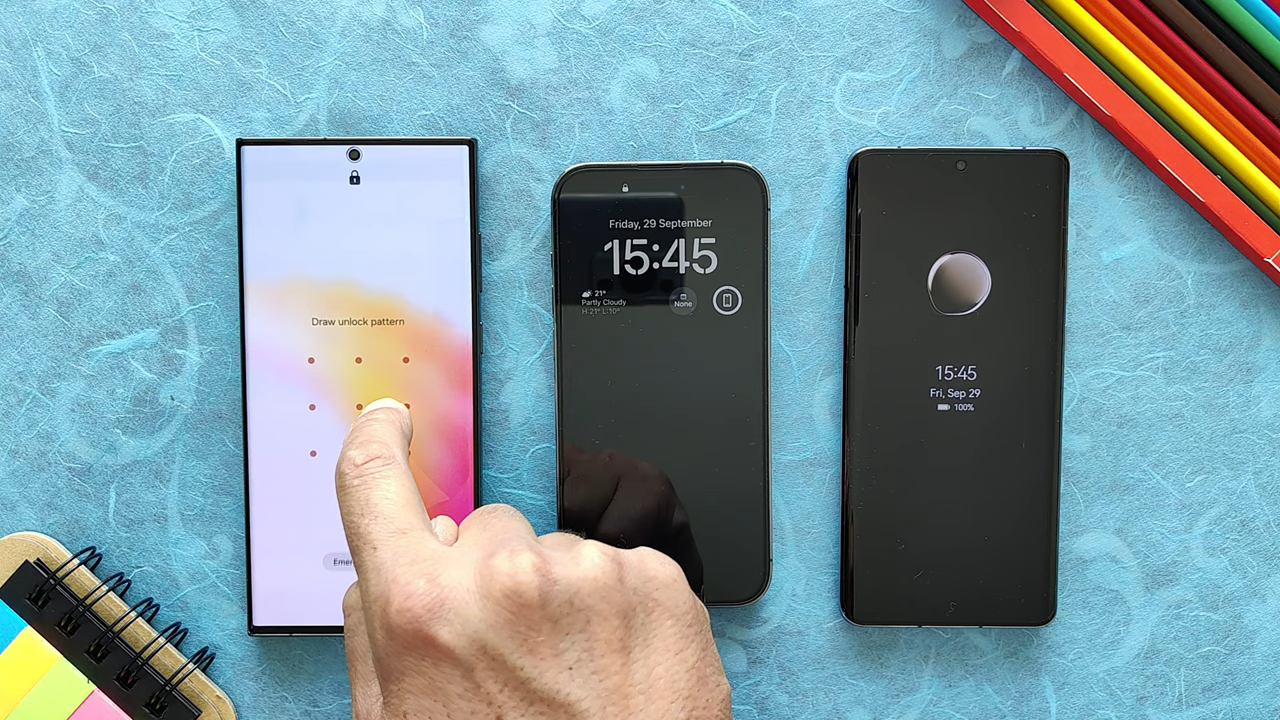 Draw unlock pattern
Friday, 29 September
15:45
21°
Partly Cloudy
H:21° L:10°
None
15:45
Fri, Sep 29
100%